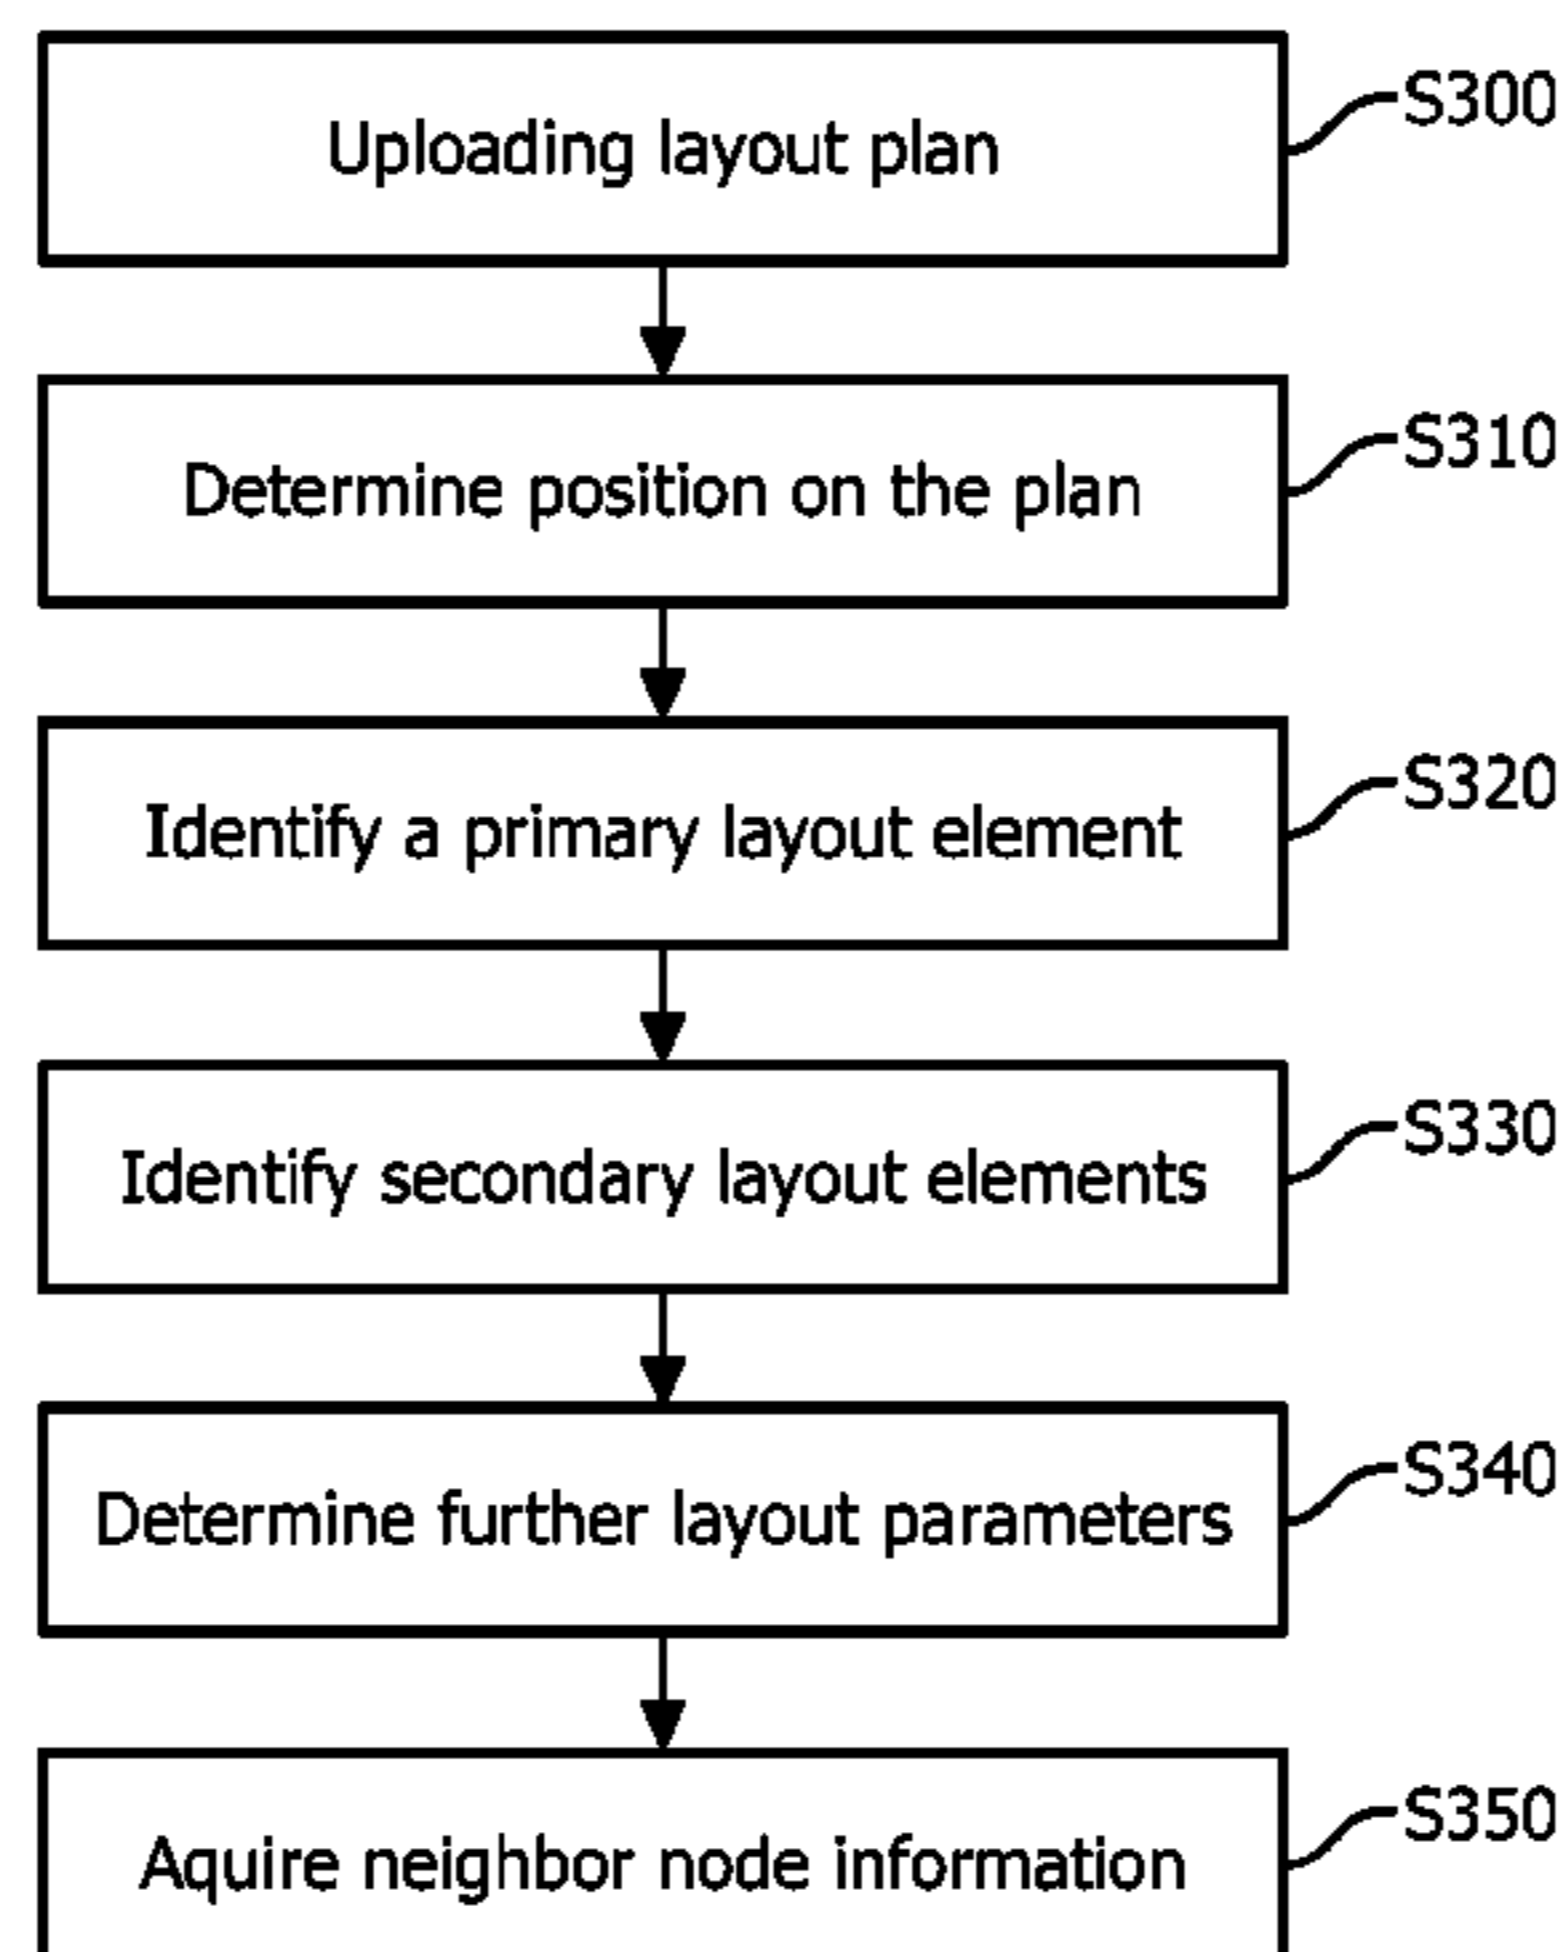 Uploading layout plan
S300
Determine position on the plan
S310
Identify a primary layout element
S320
Identify secondary layout elements
S330
Determine further layout parameters
S340
Aquire neighbor node information
S350